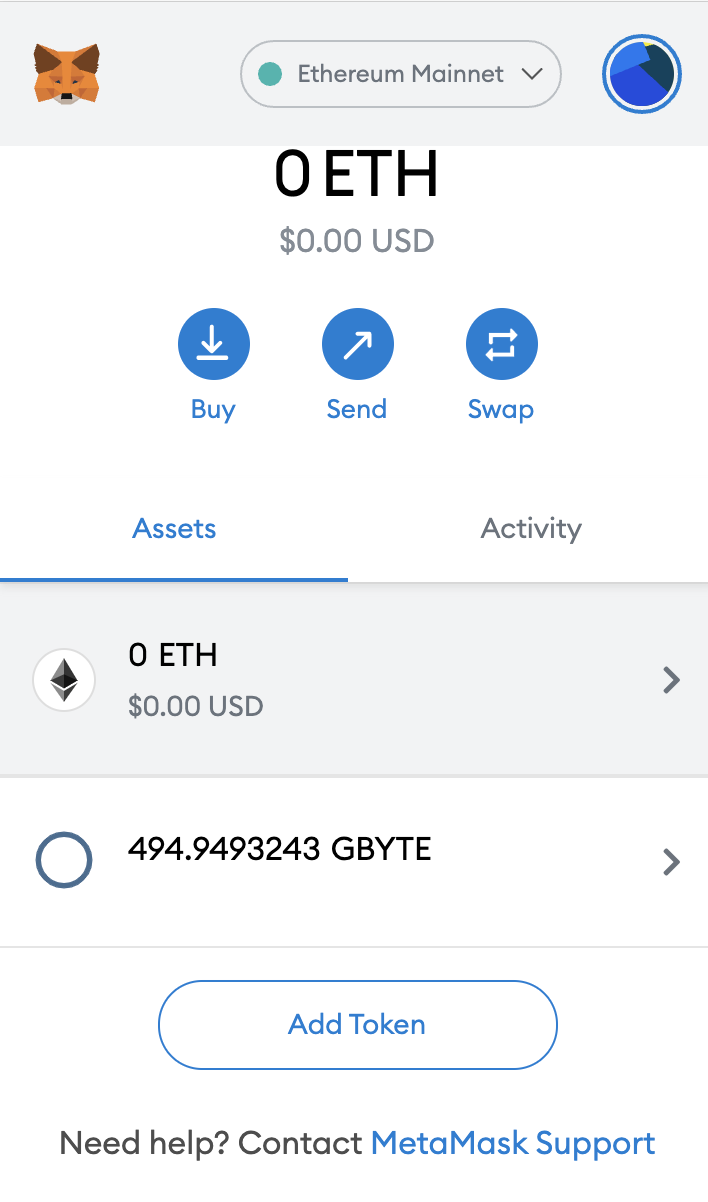 Ethereum Mainnet
0 ETH
$0.00 USD
Buy
Send
Swap
Assets
Activity
0 ETH
$0.00 USD
494.9493243 GBYTE
Add Token
Need help? Contact MetaMask Support